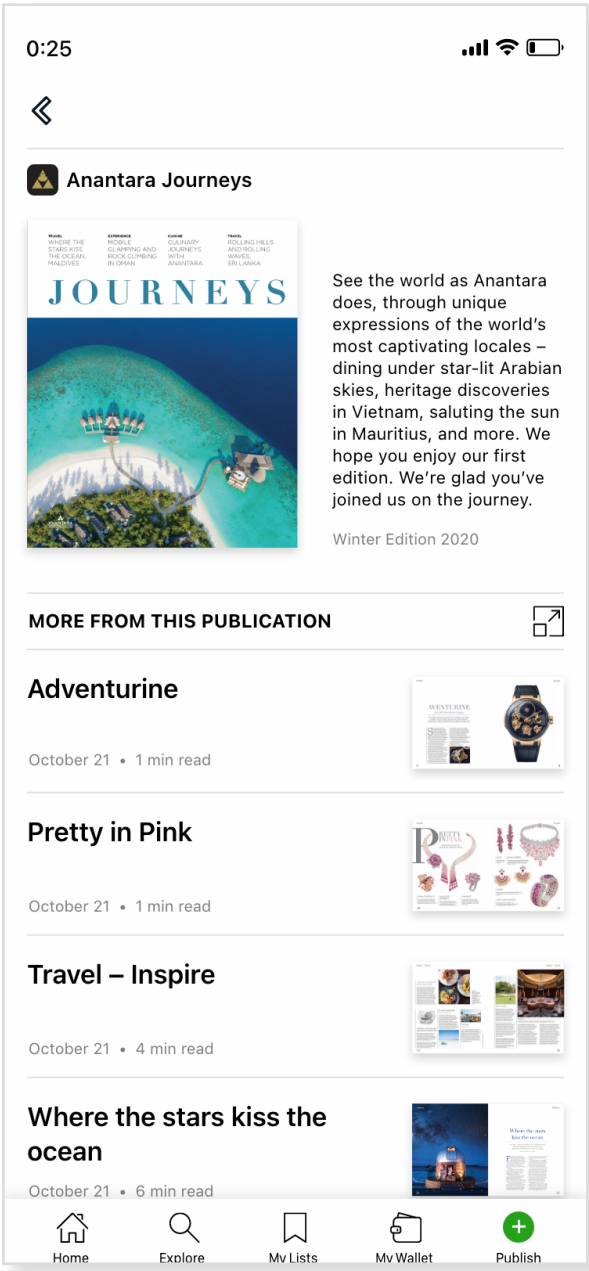 0:25
Anantara Journeys
TRAVEL
WHERE THE
STARS KISS
THE OCEAN,
MALDIVES
EXPERIENCE
MOBILE
GLAMPING AND
ROCK CLIMBING
IN OMAN
CUISINE
CULINARY
JOURNEYS
WITH
ANANTARA
TRAVEL
ROLLING HILLS
AND ROLLING
WAVES,
SRI LANKA
JOURNEYS
ANANTARA
See the world as Anantara
does, through unique
expressions of the world’s
most captivating locales –
dining under star-lit Arabian
skies, heritage discoveries
in Vietnam, saluting the sun
in Mauritius, and more. We
hope you enjoy our first
edition. We’re glad you’ve
joined us on the journey.
Winter Edition 2020
MORE FROM THIS PUBLICATION
Adventurine
October 21 • 1 min read
AVENTURINE
Pretty in Pink
October 21 • 1 min read
PRETTY
IN PINK
Travel – Inspire
October 21 • 4 min read
Where the stars kiss the
ocean
October 21 • 6 min read
Where the stars
kiss the ocean
Home
Explore
My Lists
My Wallet
Publish